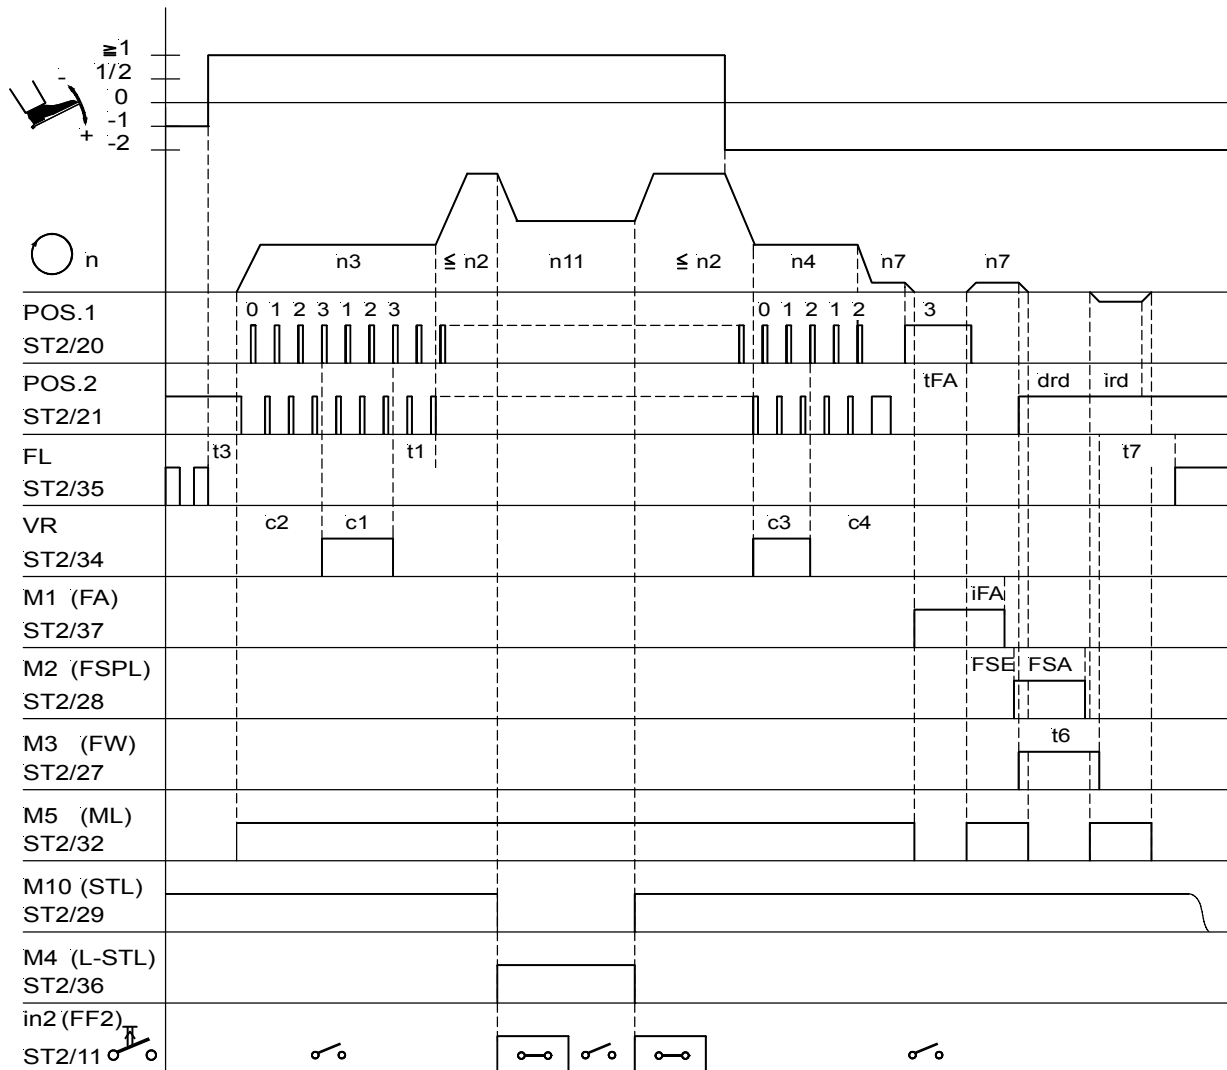 ≧1
1/2
-
0
-1
+
-2
n
n3
≦ n2
n11
≦ n2
n4
n7
n7
POS.1
0 1 2 3 1 2 3
0 1 2 1 2
3
ST2/20
POS.2
tFA
drd
ird
ST2/21
FL
t3
t1
t7
ST2/35
VR
c2
c1
c3
c4
ST2/34
M1 (FA)
iFA
ST2/37
M2 (FSPL)
FSE
FSA
ST2/28
M3 (FW)
t6
ST2/27
M5 (ML)
ST2/32
M10 (STL)
ST2/29
M4 (L-STL)
ST2/36
in2 (FF2)
ST2/11